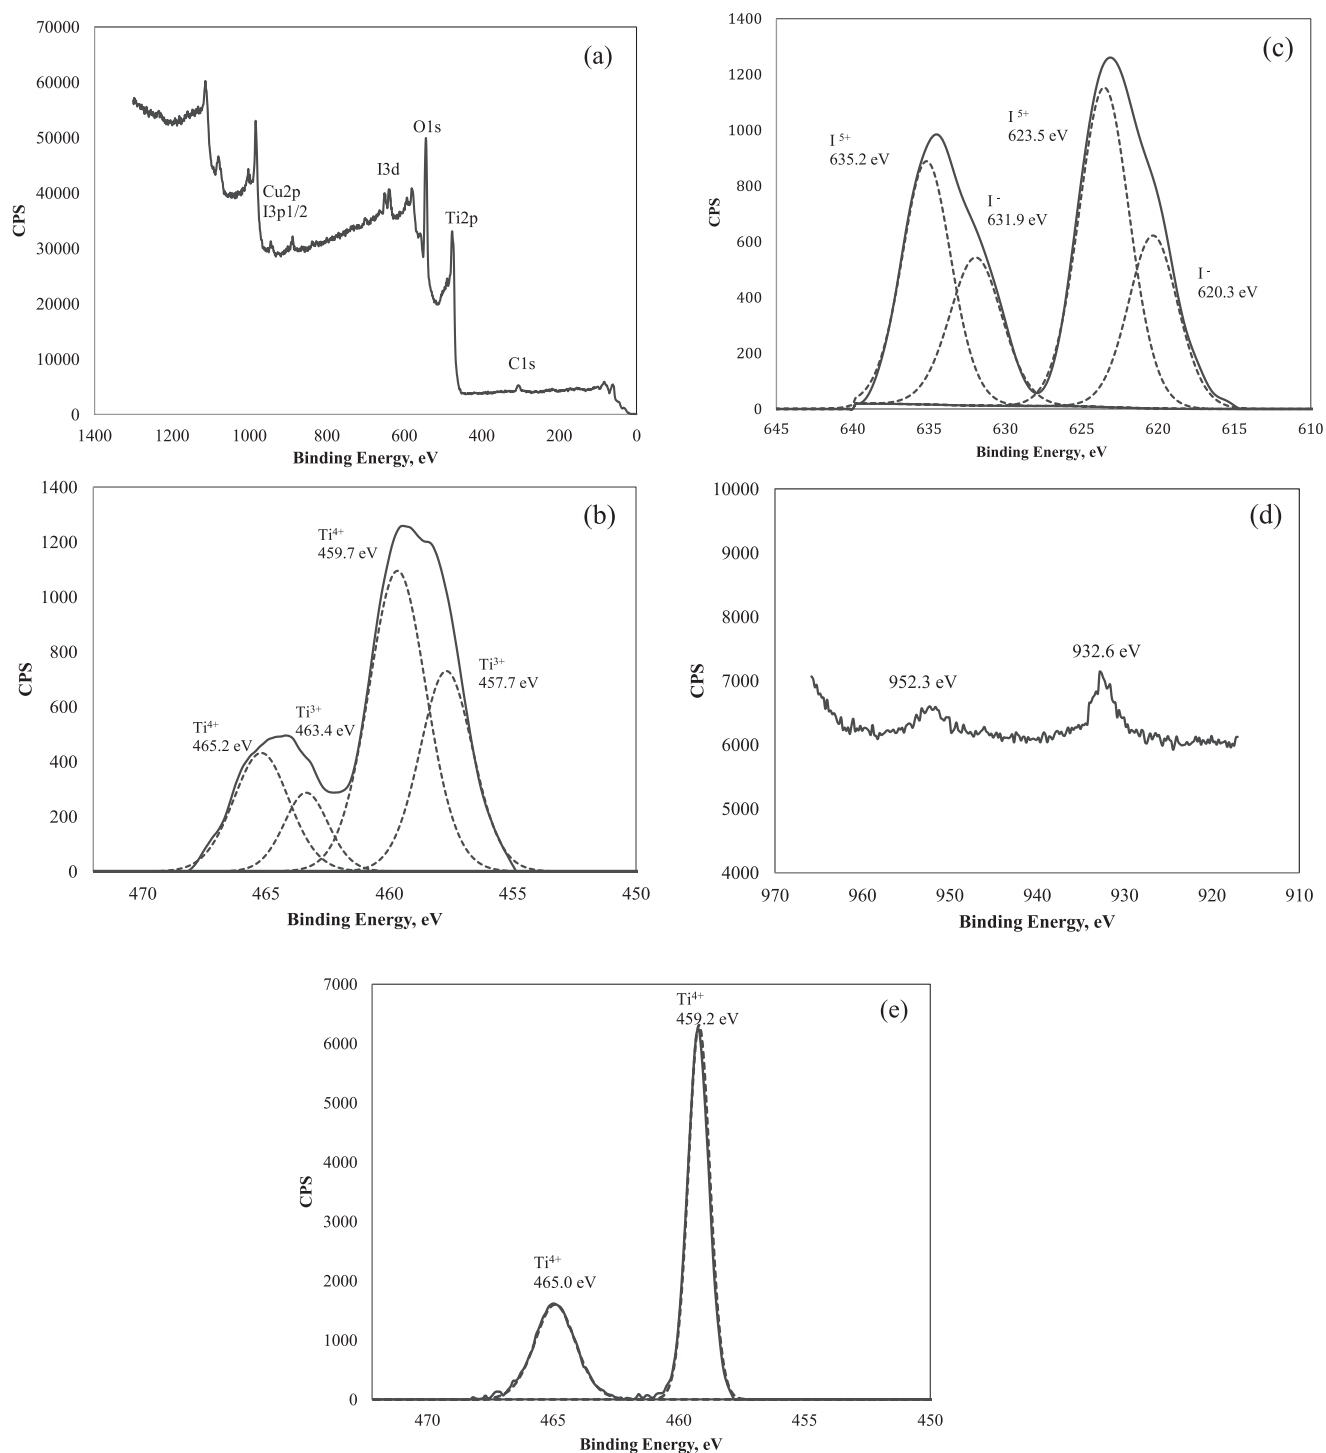 (a)
70000
60000
50000
40000
30000
20000
10000
0
CPS
O1s
I3d
Cu2p
I3p1/2
Ti2p
C1s
1400 1200 1000 800 600 400 200 0
Binding Energy, eV
(c)
1400
1200
1000
800
600
400
200
0
CPS
I 5+
623.5 eV
I 5+
635.2 eV
I -
631.9 eV
I -
620.3 eV
645 640 635 630 625 620 615 610
Binding Energy, eV
(b)
1400
1200
1000
800
600
400
200
0
CPS
Ti4+
459.7 eV
Ti3+
457.7 eV
Ti4+
465.2 eV
Ti3+
463.4 eV
470 465 460 455 450
Binding Energy, eV
(d)
10000
9000
8000
7000
6000
5000
4000
CPS
952.3 eV
932.6 eV
970 960 950 940 930 920 910
Binding Energy, eV
(e)
7000
6000
5000
4000
3000
2000
1000
0
CPS
Ti4+
459.2 eV
Ti4+
465.0 eV
470 465 460 455 450
Binding Energy, eV